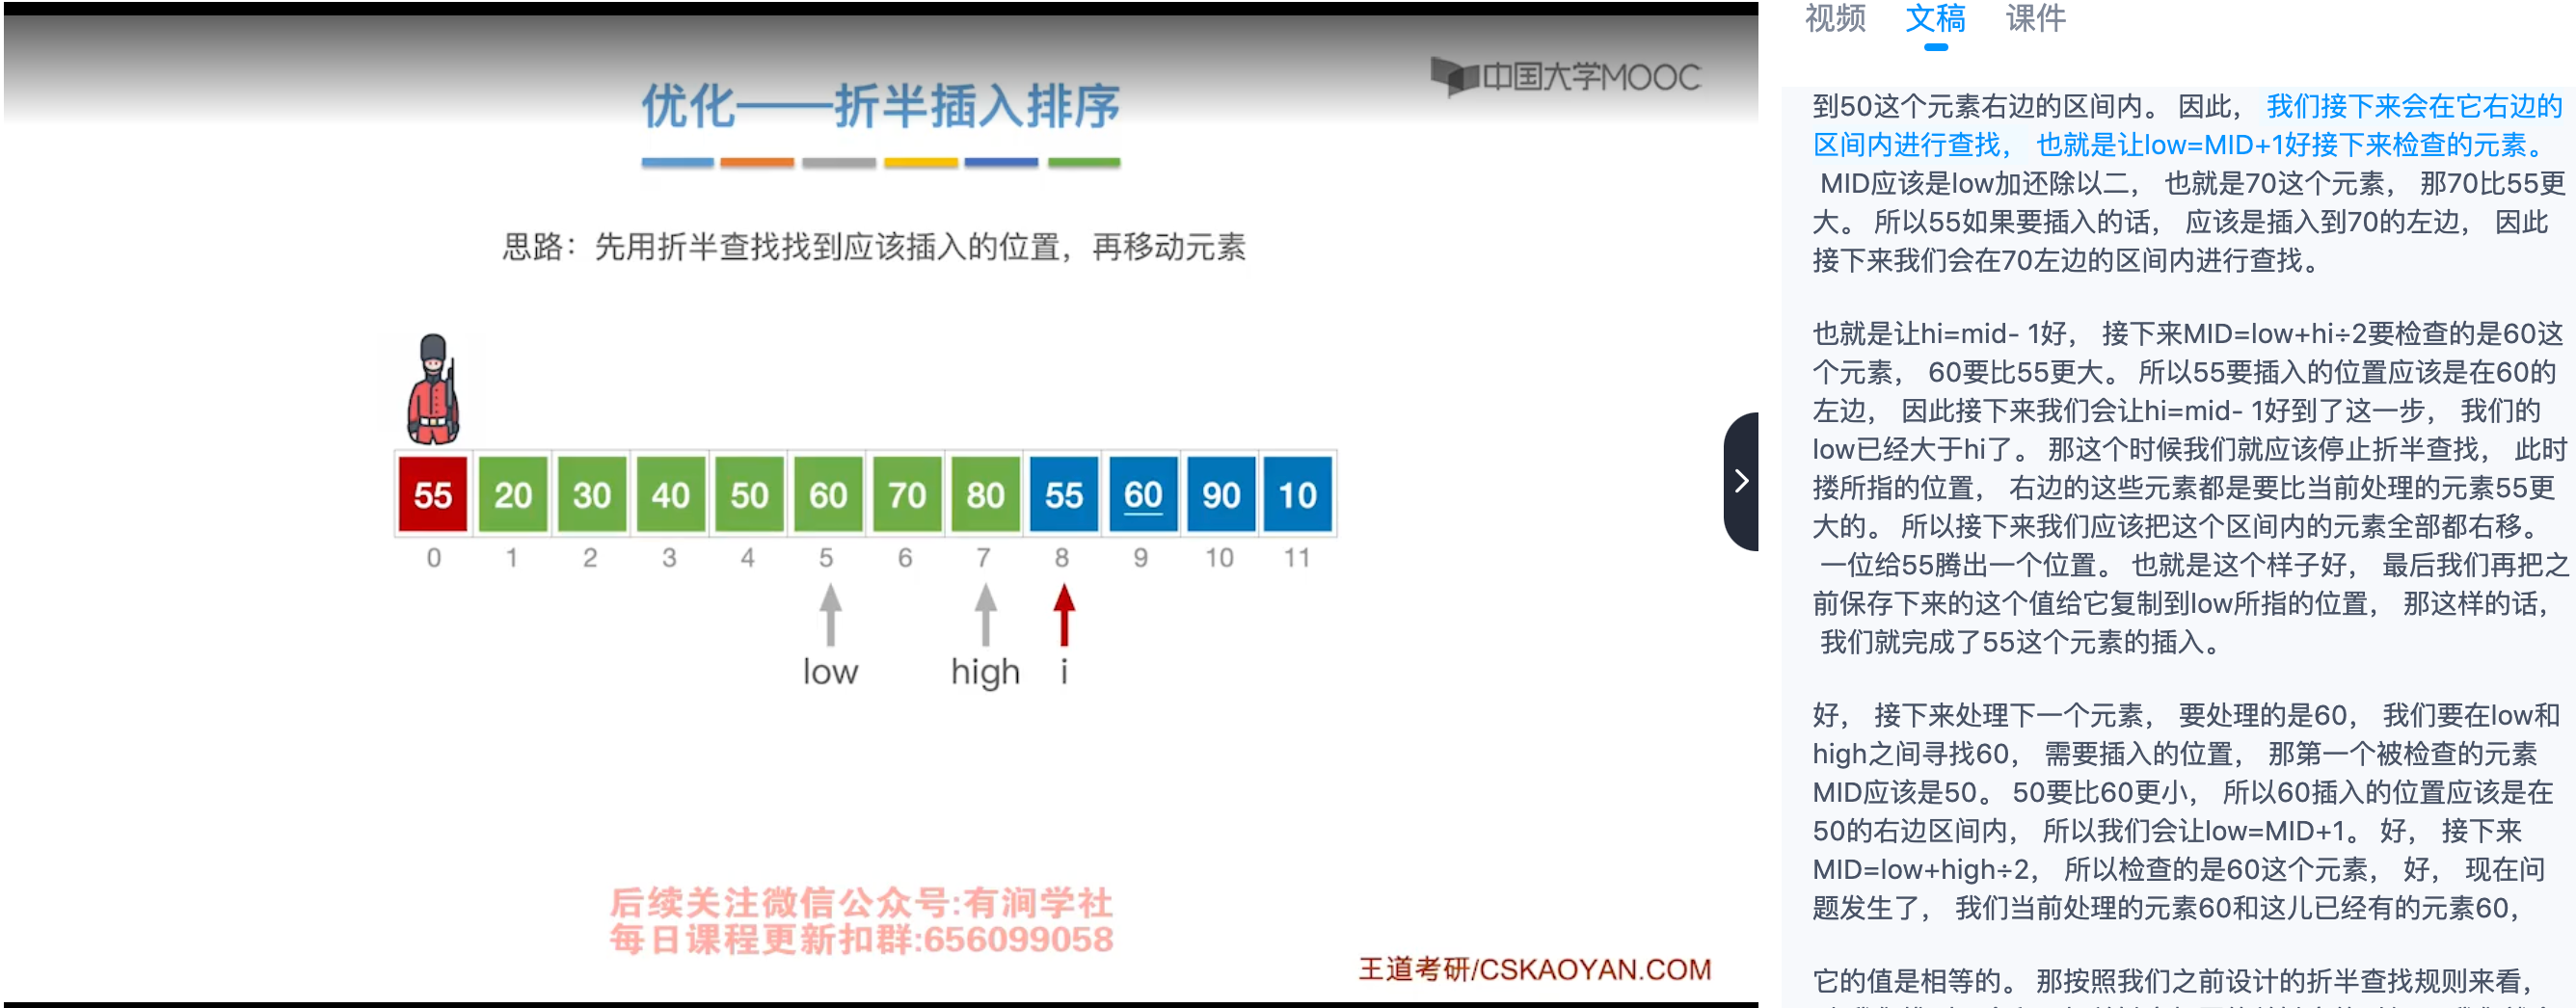 中国大学MOOC
优化——折半插入排序
思路：先用折半查找找到应该插入的位置，再移动元素
55 20 30 40 50 60 70 80 55 60 90 10
0 1 2 3 4 5 6 7 8 9 10 11
low high i
后续关注微信公众号:有涧学社
每日课程更新扣群:656099058
王道考研/CSKAOYAN.COM
视频 文稿 课件
到50这个元素右边的区间内。 因此， 我们接下来会在它右边的
区间内进行查找， 也就是让low=MID+1好接下来检查的元素。
MID应该是low加还除以二， 也就是70这个元素， 那70比55更
大。 所以55如果要插入的话， 应该是插入到70的左边， 因此
接下来我们会在70左边的区间内进行查找。
也就是让hi=mid- 1好， 接下来MID=low+hi÷2要检查的是60这
个元素， 60要比55更大。 所以55要插入的位置应该是在60的
左边， 因此接下来我们会让hi=mid- 1好到了这一步， 我们的
low已经大于hi了。 那这个时候我们就应该停止折半查找， 此时
搂所指的位置， 右边的这些元素都是要比当前处理的元素55更
大的。 所以接下来我们应该把这个区间内的元素全部都右移。
一位给55腾出一个位置。 也就是这个样子好， 最后我们再把之
前保存下来的这个值给它复制到low所指的位置， 那这样的话，
我们就完成了55这个元素的插入。
好， 接下来处理下一个元素， 要处理的是60， 我们要在low和
high之间寻找60， 需要插入的位置， 那第一个被检查的元素
MID应该是50。 50要比60更小， 所以60插入的位置应该是在
50的右边区间内， 所以我们会让low=MID+1。 好， 接下来
MID=low+high÷2， 所以检查的是60这个元素， 好， 现在问
题发生了， 我们当前处理的元素60和这儿已经有的元素60，
它的值是相等的。 那按照我们之前设计的折半查找规则来看，